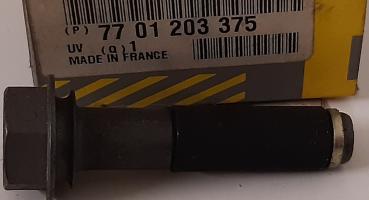 (P) 77 01 203 375
UV (Q) 1
MADE IN FRANCE